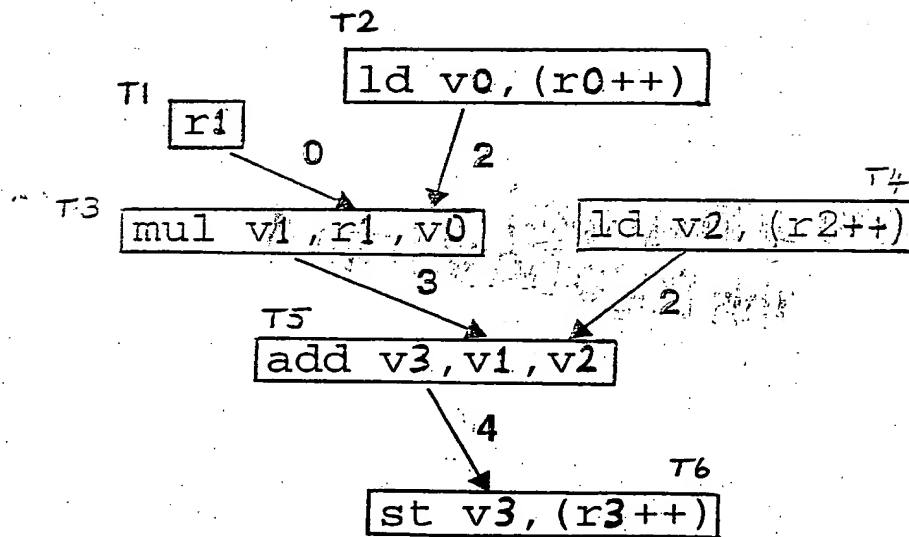 T2
ld v0,(r0++)
T1
r1
0
2
T3
mul v1,r1,v0
T4
ld v2,(r2++)
3
2
T5
add v3,v1,v2
4
T6
st v3,(r3++)